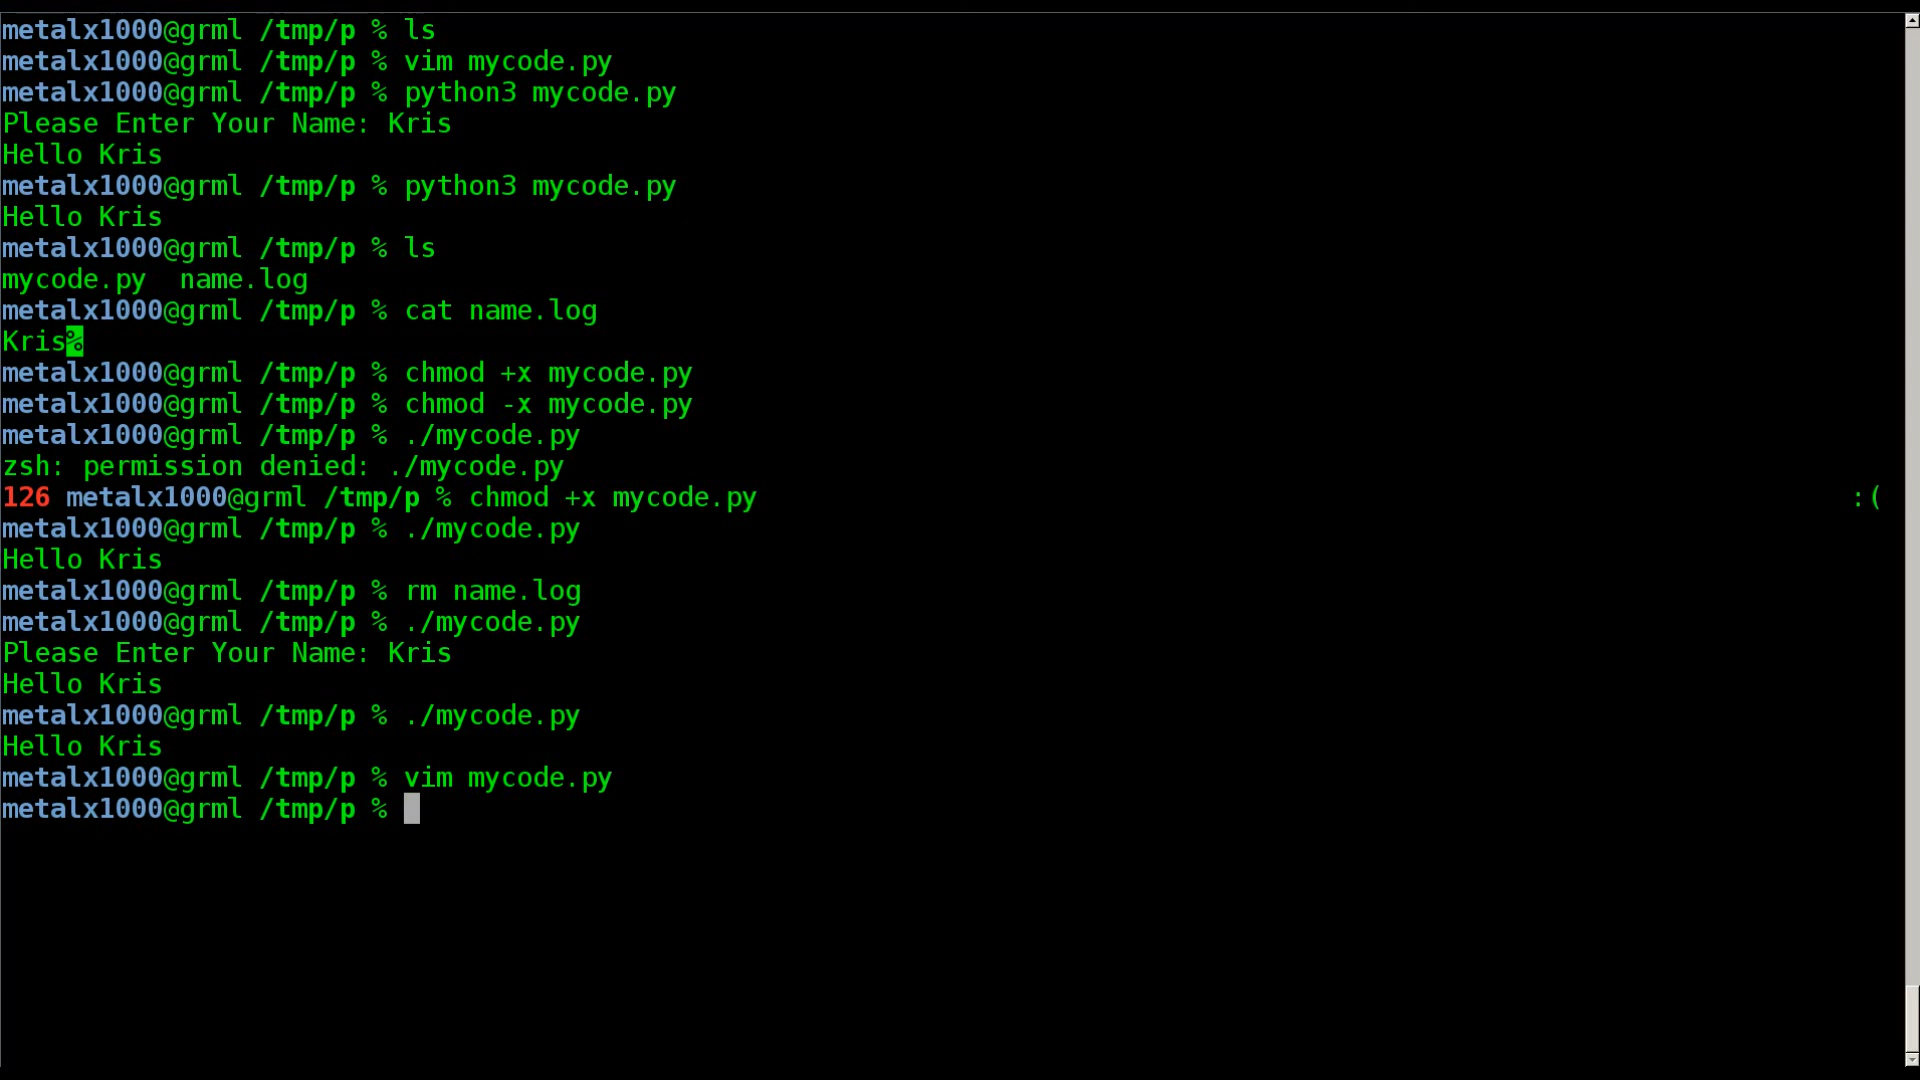 metalx1000@grml /tmp/p % ls
metalx1000@grml /tmp/p % vim mycode.py
metalx1000@grml /tmp/p % python3 mycode.py
Please Enter Your Name: Kris
Hello Kris
metalx1000@grml /tmp/p % python3 mycode.py
Hello Kris
metalx1000@grml /tmp/p % ls
mycode.py  name.log
metalx1000@grml /tmp/p % cat name.log
Kris%
metalx1000@grml /tmp/p % chmod +x mycode.py
metalx1000@grml /tmp/p % chmod -x mycode.py
metalx1000@grml /tmp/p % ./mycode.py
zsh: permission denied: ./mycode.py
126 metalx1000@grml /tmp/p % chmod +x mycode.py :(
metalx1000@grml /tmp/p % ./mycode.py
Hello Kris
metalx1000@grml /tmp/p % rm name.log
metalx1000@grml /tmp/p % ./mycode.py
Please Enter Your Name: Kris
Hello Kris
metalx1000@grml /tmp/p % ./mycode.py
Hello Kris
metalx1000@grml /tmp/p % vim mycode.py
metalx1000@grml /tmp/p %